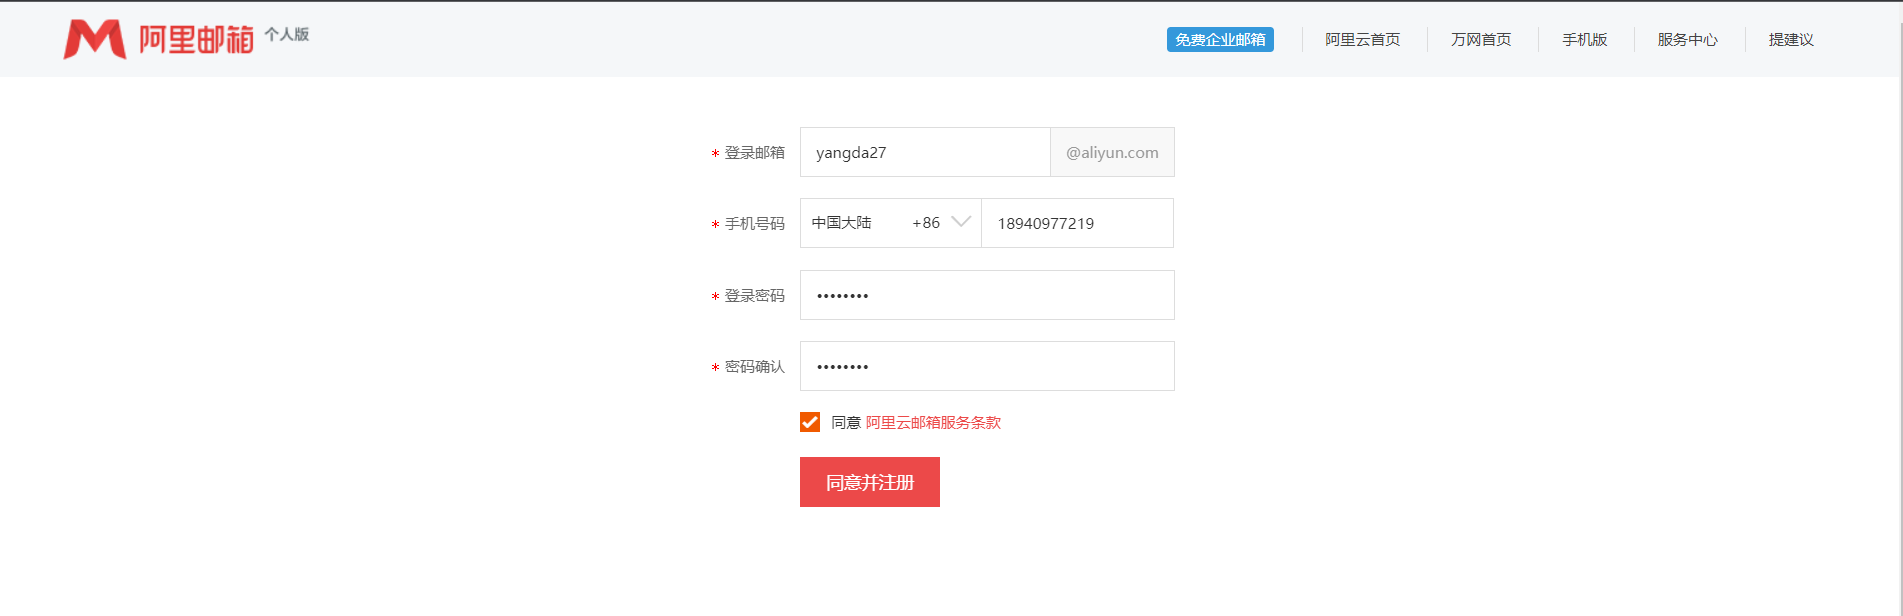 阿里邮箱 个人版
免费企业邮箱 阿里云首页 万网首页 手机版 服务中心 提建议
* 登录邮箱 yangda27 @aliyun.com
* 手机号码 中国大陆 +86 18940977219
* 登录密码 ••••••••
* 密码确认 ••••••••
同意 阿里云邮箱服务条款
同意并注册